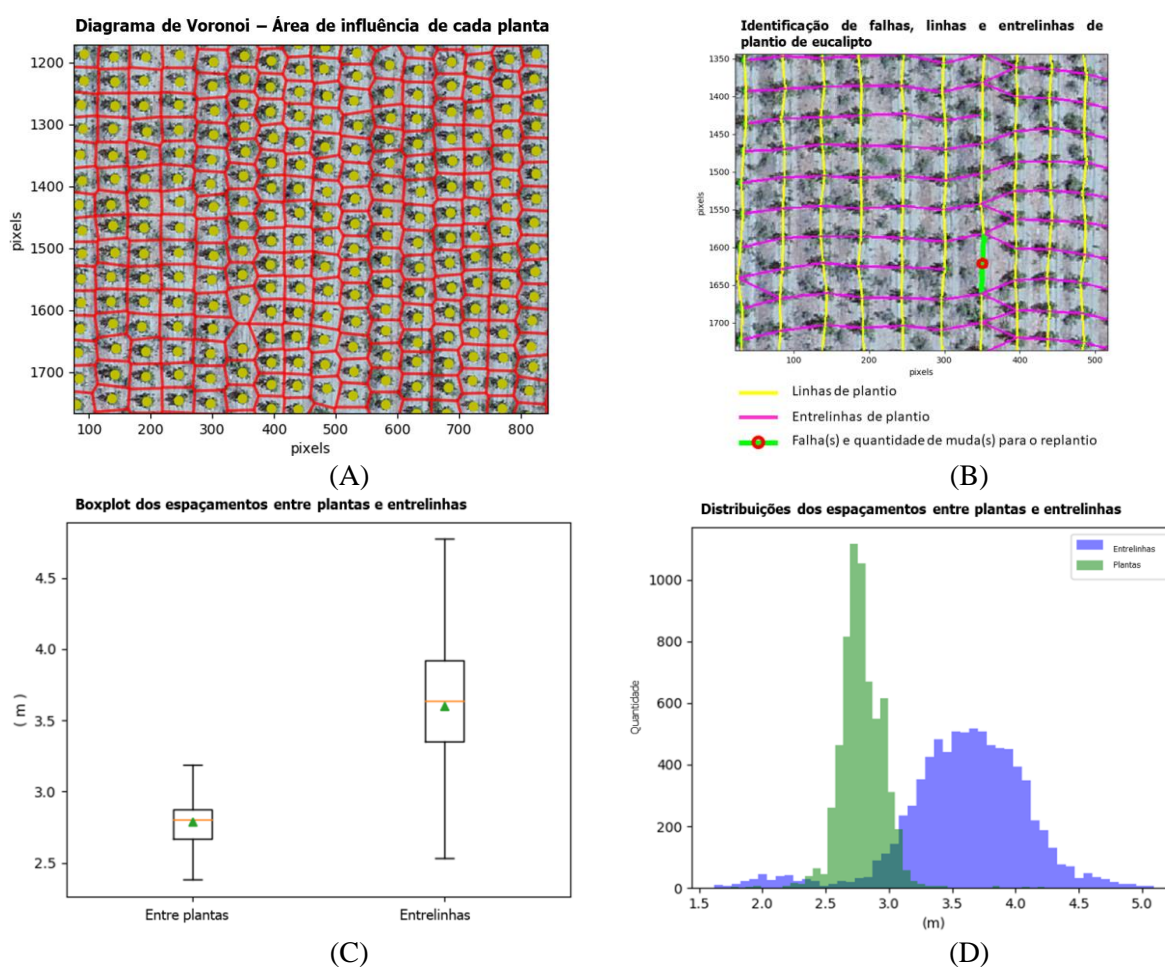 Diagrama de Voronoi – Área de influência de cada planta
1200
1300
1400
1500
1600
1700
pixels
100 200 300 400 500 600 700 800
pixels
(A)
Identificação de falhas, linhas e entrelinhas de
plantio de eucalipto
1350
1400
1450
1500
1550
1600
1650
1700
pixels
100 200 300 400 500
pixels
Linhas de plantio
Entrelinhas de plantio
Falha(s) e quantidade de muda(s) para o replantio
(B)
Boxplot dos espaçamentos entre plantas e entrelinhas
4.5
4.0
3.5
3.0
2.5
( m )
Entre plantas Entrelinhas
(C)
Distribuições dos espaçamentos entre plantas e entrelinhas
Entrelinhas
Plantas
1000
800
600
400
200
0
Quantidade
1.5 2.0 2.5 3.0 3.5 4.0 4.5 5.0
(m)
(D)